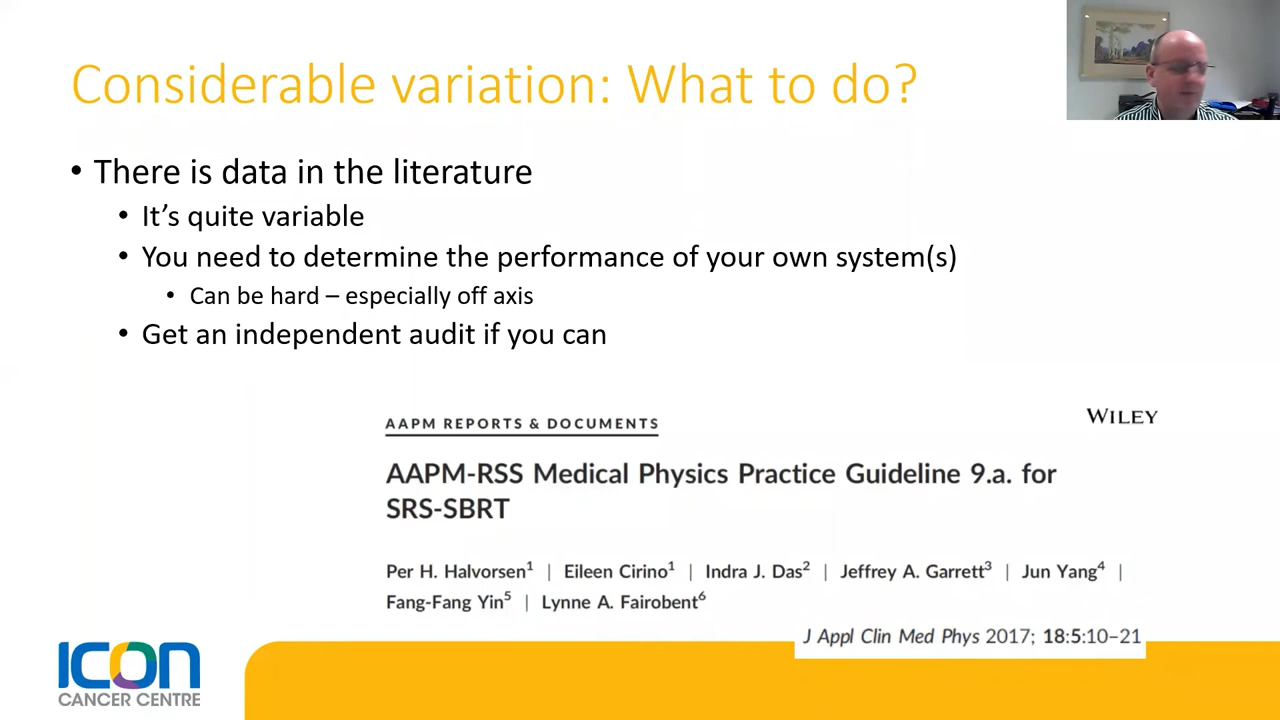 Considerable variation: What to do?
• There is data in the literature
• It's quite variable
• You need to determine the performance of your own system(s)
• Can be hard – especially off axis
• Get an independent audit if you can
AAPM REPORTS & DOCUMENTS
WILEY
AAPM-RSS Medical Physics Practice Guideline 9.a. for
SRS-SBRT
Per H. Halvorsen¹ | Eileen Cirino¹ | Indra J. Das² | Jeffrey A. Garrett³ | Jun Yang⁴ |
Fang-Fang Yin⁵ | Lynne A. Fairobent⁶
J Appl Clin Med Phys 2017; 18:5:10–21
ICON
CANCER CENTRE